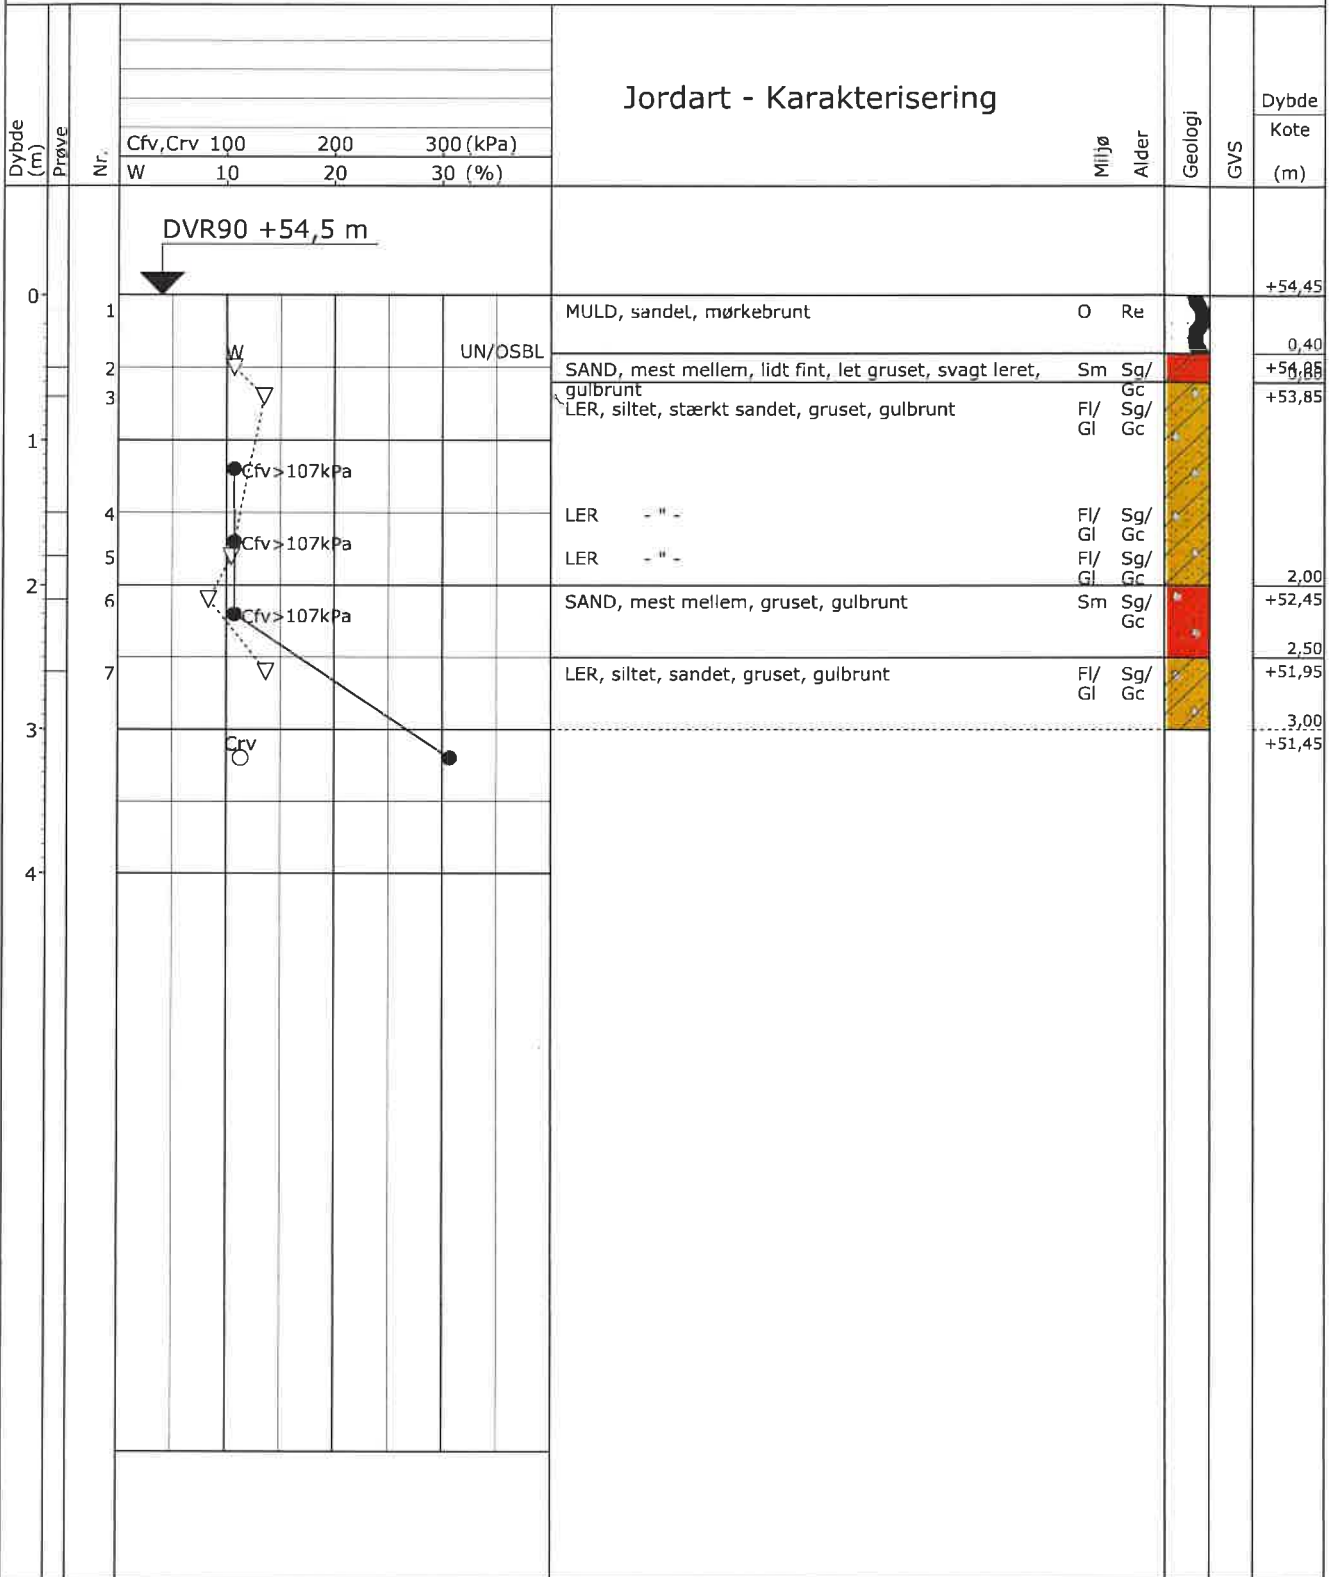 Jordart - Karakterisering
Dybde (m)
Prøve
Nr.
Cfv,Crv 100 200 300 (kPa)
W 10 20 30 (%)
Miljø
Alder
Geologi
GVS
Dybde
Kote
(m)
DVR90 +54,5 m
0
+54,45
1 MULD, sandet, mørkebrunt O Re
W UN/OSBL 0,40
2 SAND, mest mellem, lidt fint, let gruset, svagt leret, Sm Sg/ +54,05
gulbrunt Gc 0,60
3 LER, siltet, stærkt sandet, gruset, gulbrunt Fl/ Sg/ +53,85
Gl Gc
1
Cfv>107kPa
4 LER - " - Fl/ Sg/
Gl Gc
Cfv>107kPa
5 LER - " - Fl/ Sg/
Gl Gc
2 2,00
6 SAND, mest mellem, gruset, gulbrunt Sm Sg/ +52,45
Gc
Cfv>107kPa
2,50
7 LER, siltet, sandet, gruset, gulbrunt Fl/ Sg/ +51,95
Gl Gc
3 3,00
Crv +51,45
4